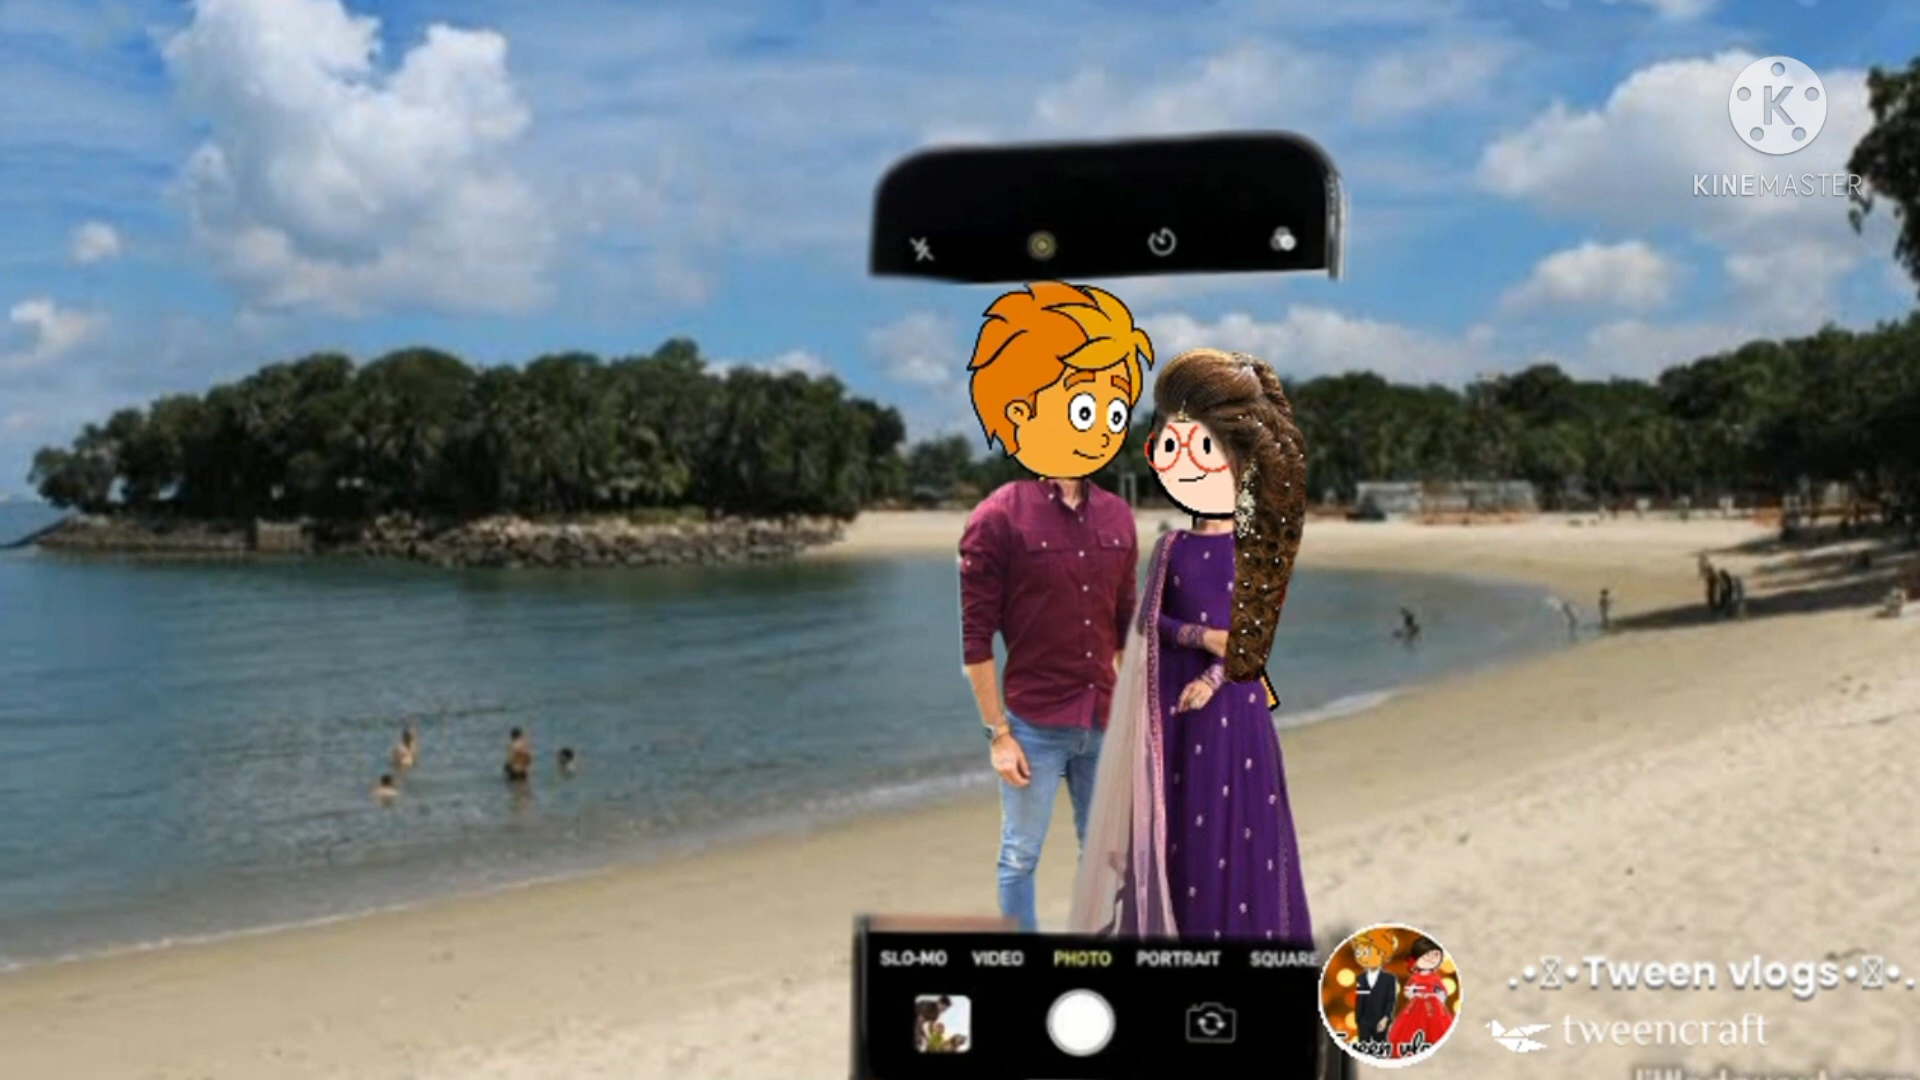 KINEMASTER
SLO-MO VIDEO PHOTO PORTRAIT SQUARE
.•▯•Tween vlogs•▯•.
tweencraft